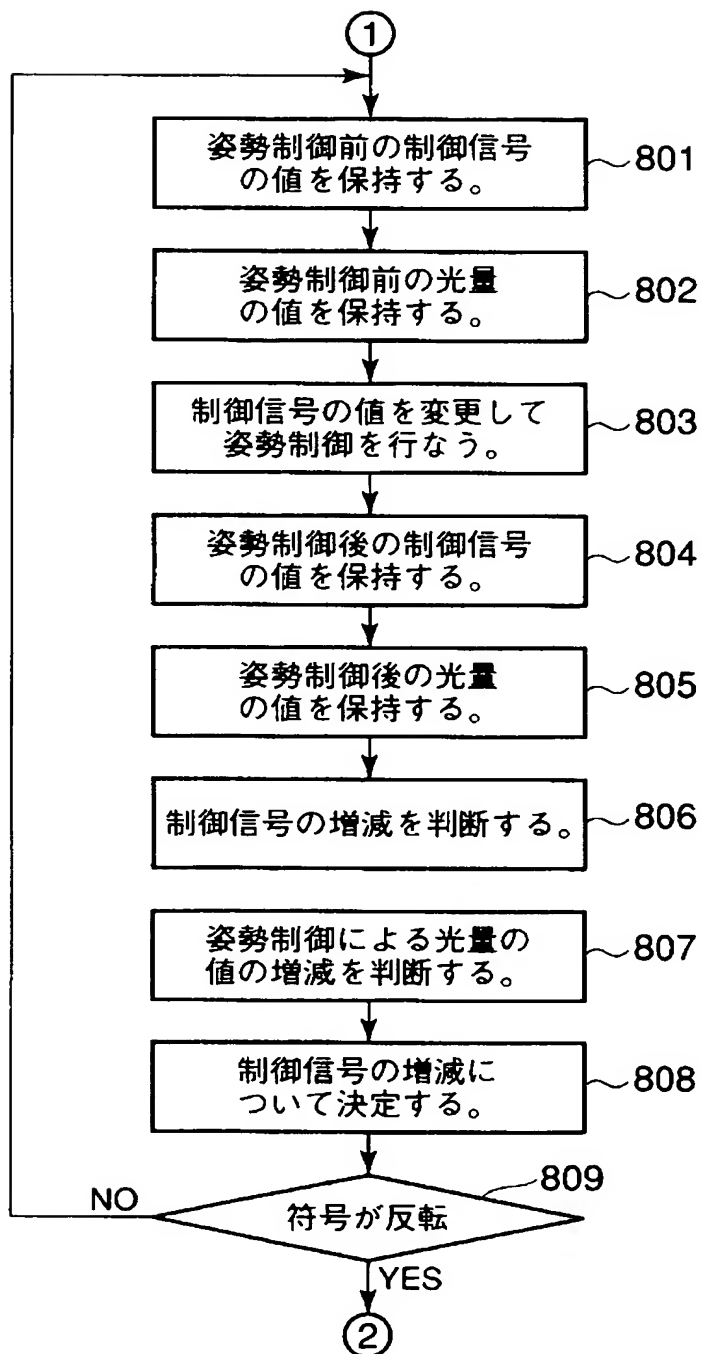 1
姿勢制御前の制御信号
の値を保持する。
801
姿勢制御前の光量
の値を保持する。
802
制御信号の値を変更して
姿勢制御を行なう。
803
姿勢制御後の制御信号
の値を保持する。
804
姿勢制御後の光量
の値を保持する。
805
制御信号の増減を判断する。
806
姿勢制御による光量の
値の増減を判断する。
807
制御信号の増減に
ついて決定する。
808
809
NO
符号が反転
YES
2